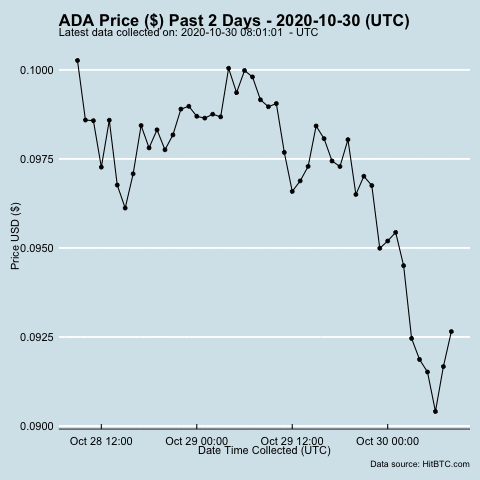 ADA Price ($) Past 2 Days - 2020-10-30 (UTC)
Latest data collected on: 2020-10-30 08:01:01 - UTC
0.1000
0.0975
0.0950
0.0925
0.0900
Price USD ($)
Oct 28 12:00 Oct 29 00:00 Oct 29 12:00 Oct 30 00:00
Date Time Collected (UTC)
Data source: HitBTC.com